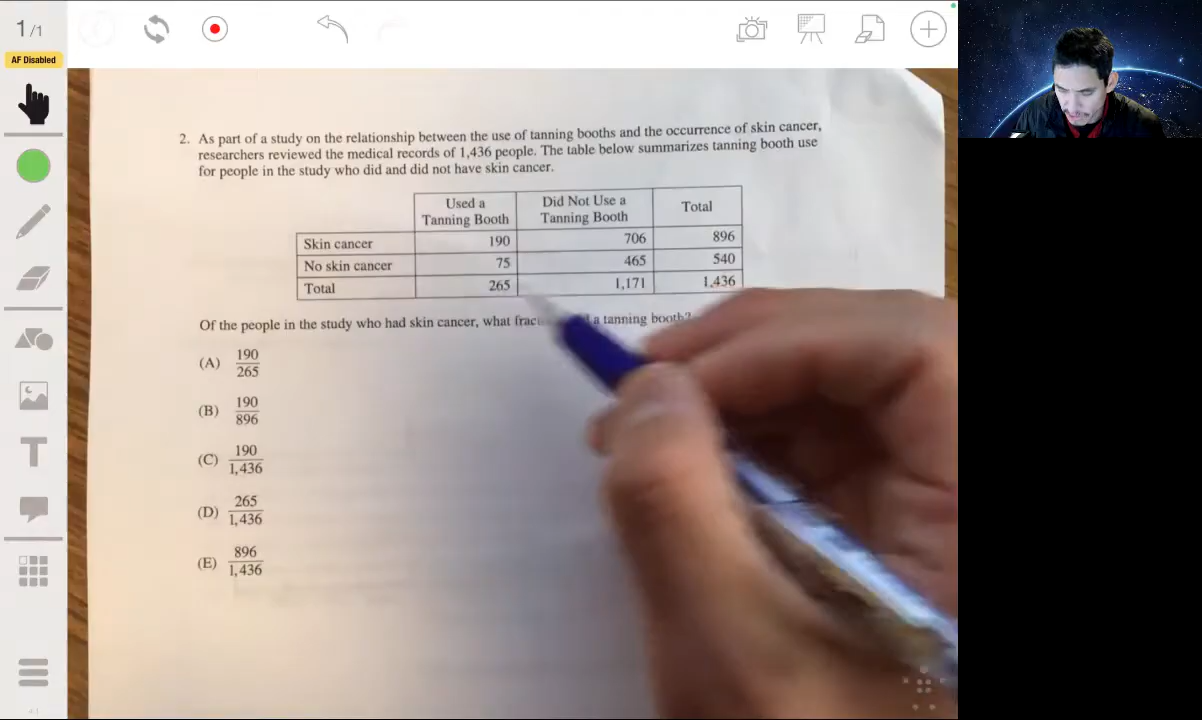 1/1
AF Disabled
T
2. As part of a study on the relationship between the use of tanning booths and the occurrence of skin cancer,
researchers reviewed the medical records of 1,436 people. The table below summarizes tanning booth use
for people in the study who did and did not have skin cancer.
Used a Did Not Use a Total
Tanning Booth Tanning Booth
Skin cancer 190 706 896
No skin cancer 75 465 540
Total 265 1,171 1,436
Of the people in the study who had skin cancer, what a tanning booth?
(A) 190/265
(B) 190/896
(C) 190/1,436
(D) 265/1,436
(E) 896/1,436